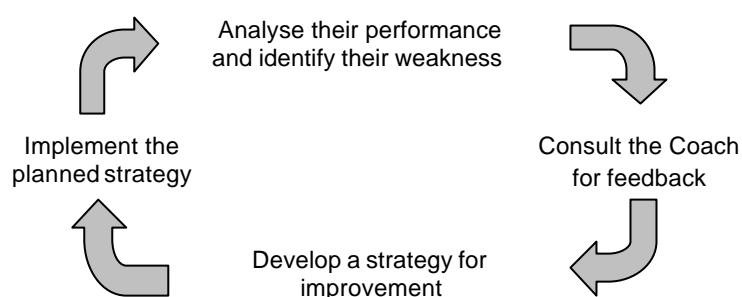 Analyse their performance
and identify their weakness
Consult the Coach
for feedback
Develop a strategy for
improvement
Implement the
planned strategy